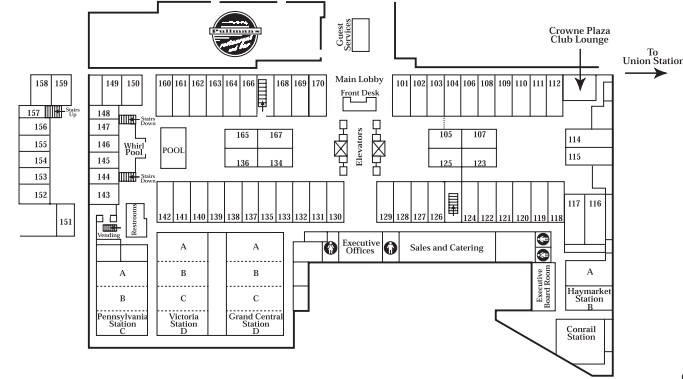 Pullmans
restaurant
at bar
Guest
Services
Crowne Plaza
Club Lounge
To
Union Station
158 159
149 150
160 161 162 163 164 166 168 169 170
Main Lobby
Front Desk
101 102 103 104 106 108 109 110 111 112
157
Stairs
Up
148
Stairs
Down
156
147
155
146
Whirl
Pool
POOL
165 167
136 134
Elevators
105 107
125 123
114
115
154
145
153
144
Stairs
Down
152
143
151
Vending
Restrooms
142 141 140 139 138 137 135 133 132 131 130
129 128 127 126 124 122 121 120 119 118
117 116
Executive
Offices
Sales and Catering
Executive
Board Room
A
B
Pennsylvania
Station
C
A
B
C
Victoria
Station
D
A
B
C
Grand Central
Station
D
A
Haymarket
Station
B
Conrail
Station